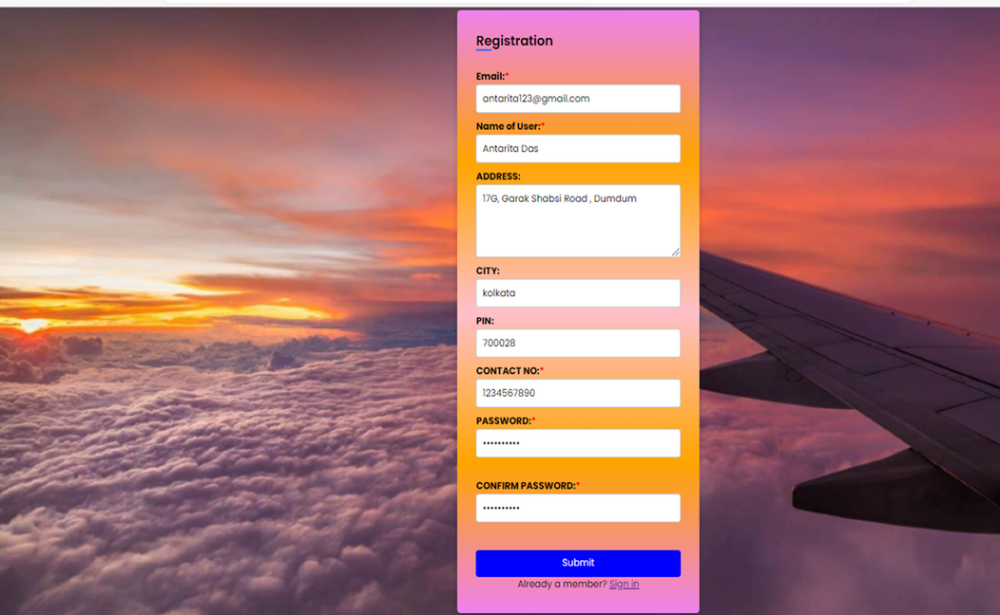 Registration
Email:*
antarita123@gmail.com
Name of User:*
Antarita Das
ADDRESS:
17G, Garak Shabsi Road , Dumdum
CITY:
kolkata
PIN:
700028
CONTACT NO:*
1234567890
PASSWORD:*
••••••••••
CONFIRM PASSWORD:*
••••••••••
Submit
Already a member? Sign in